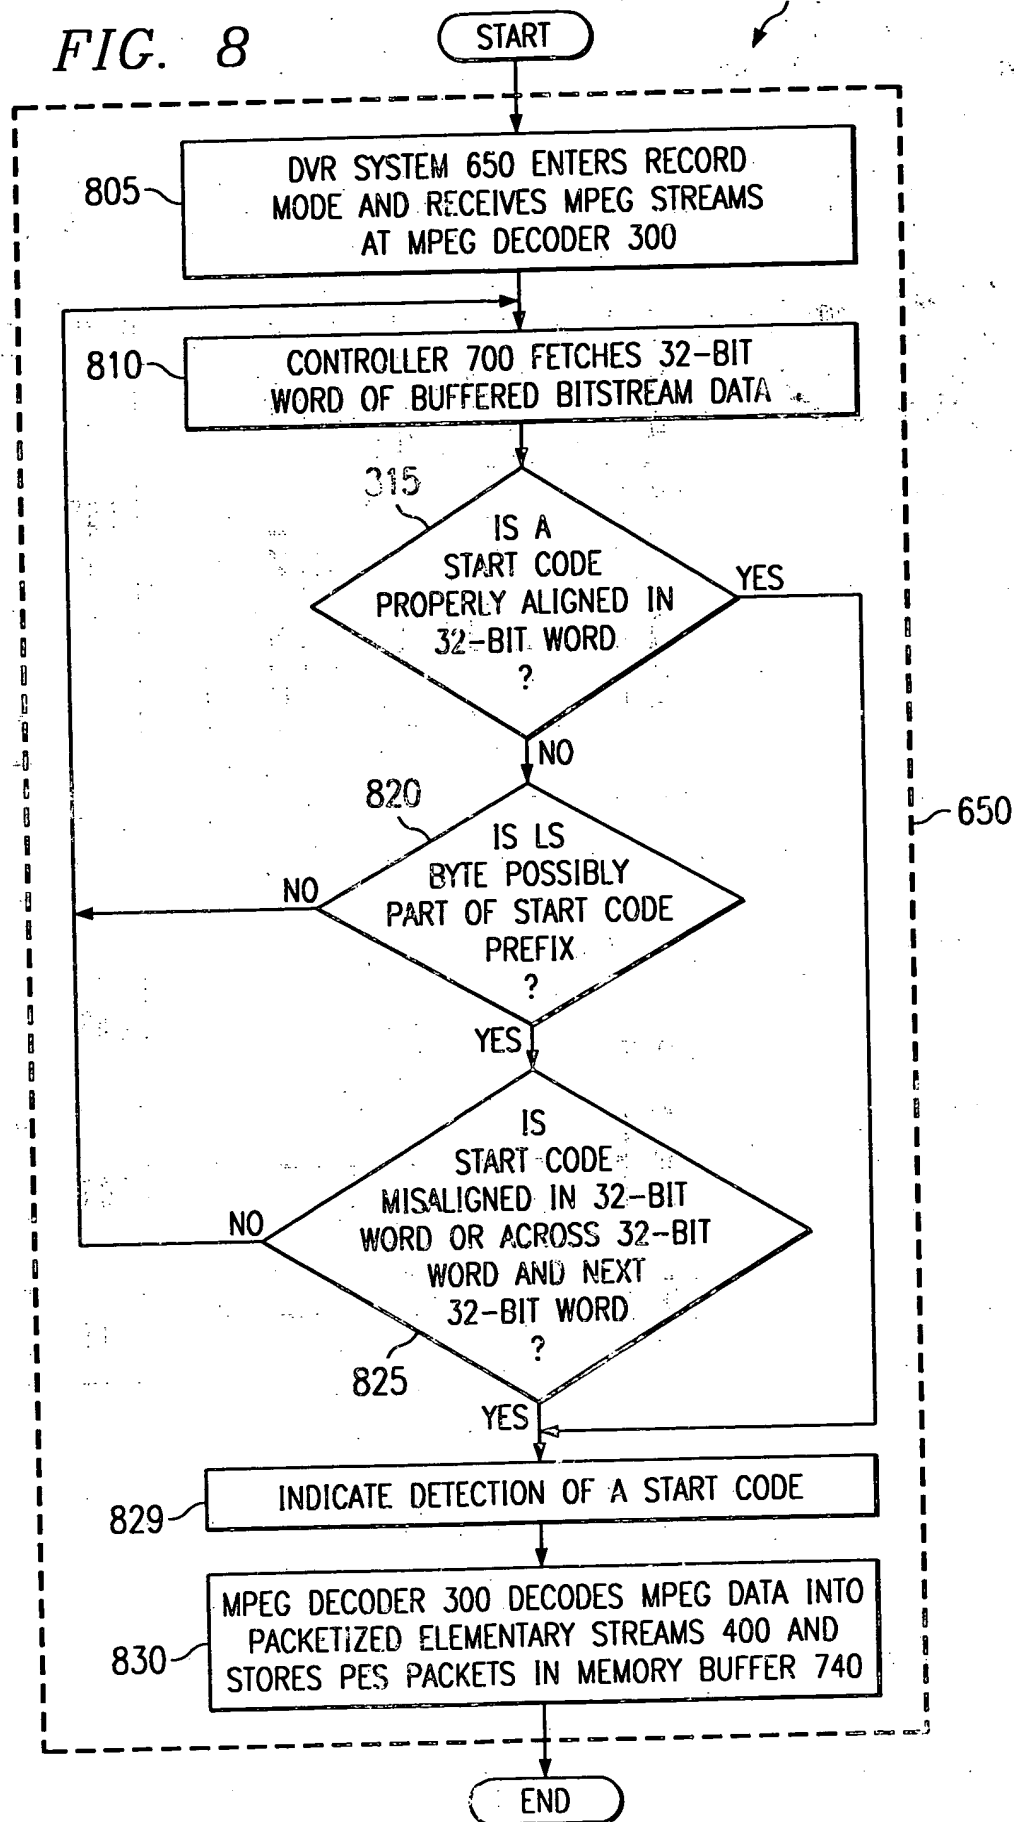 FIG. 8
START
805
DVR SYSTEM 650 ENTERS RECORD
MODE AND RECEIVES MPEG STREAMS
AT MPEG DECODER 300
810
CONTROLLER 700 FETCHES 32-BIT
WORD OF BUFFERED BITSTREAM DATA
315
IS A
START CODE
PROPERLY ALIGNED IN
32-BIT WORD
?
YES
NO
820
IS LS
BYTE POSSIBLY
PART OF START CODE
PREFIX
?
NO
650
YES
IS
START CODE
MISALIGNED IN 32-BIT
WORD OR ACROSS 32-BIT
WORD AND NEXT
32-BIT WORD
?
NO
825
YES
829
INDICATE DETECTION OF A START CODE
830
MPEG DECODER 300 DECODES MPEG DATA INTO
PACKETIZED ELEMENTARY STREAMS 400 AND
STORES PES PACKETS IN MEMORY BUFFER 740
END